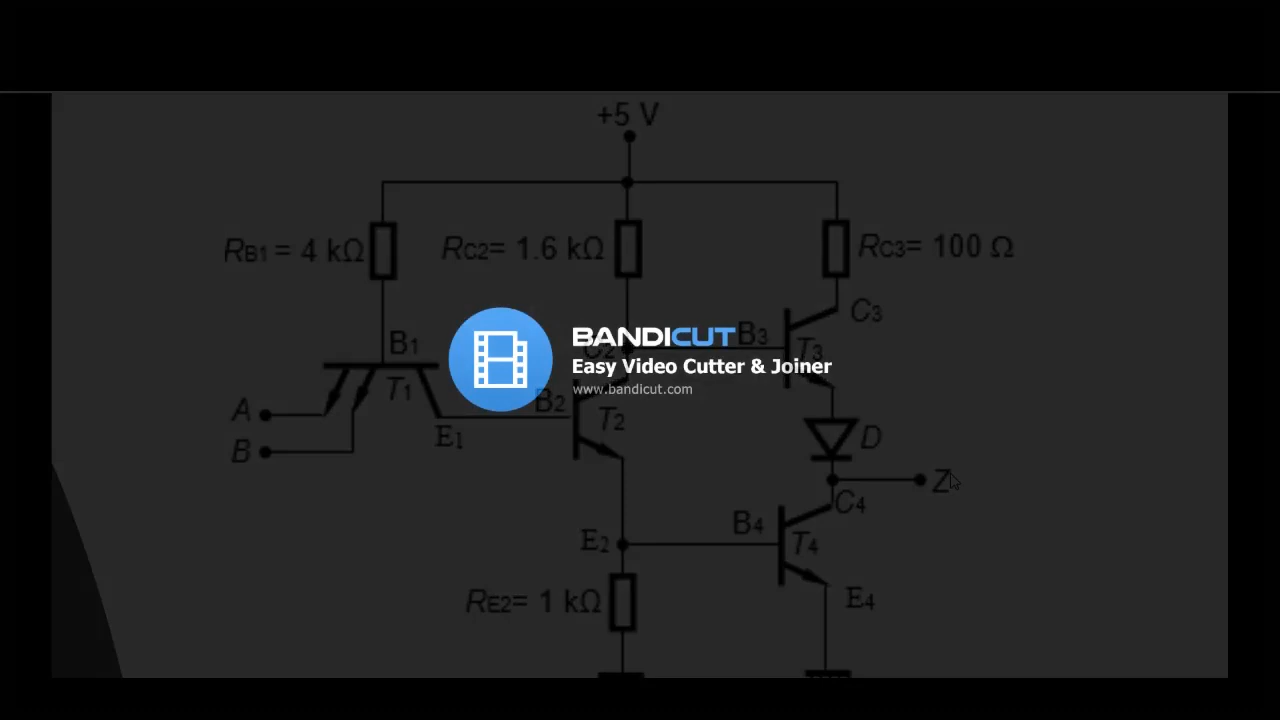 +5 V
RB1 = 4 kΩ
RC2= 1.6 kΩ
RC3= 100 Ω
C3
B1
C2
B3
T3
BANDICUT
Easy Video Cutter & Joiner
www.bandicut.com
T1
B2
T2
A
B
E1
D
Z
C4
B4
T4
E2
RE2= 1 kΩ
E4